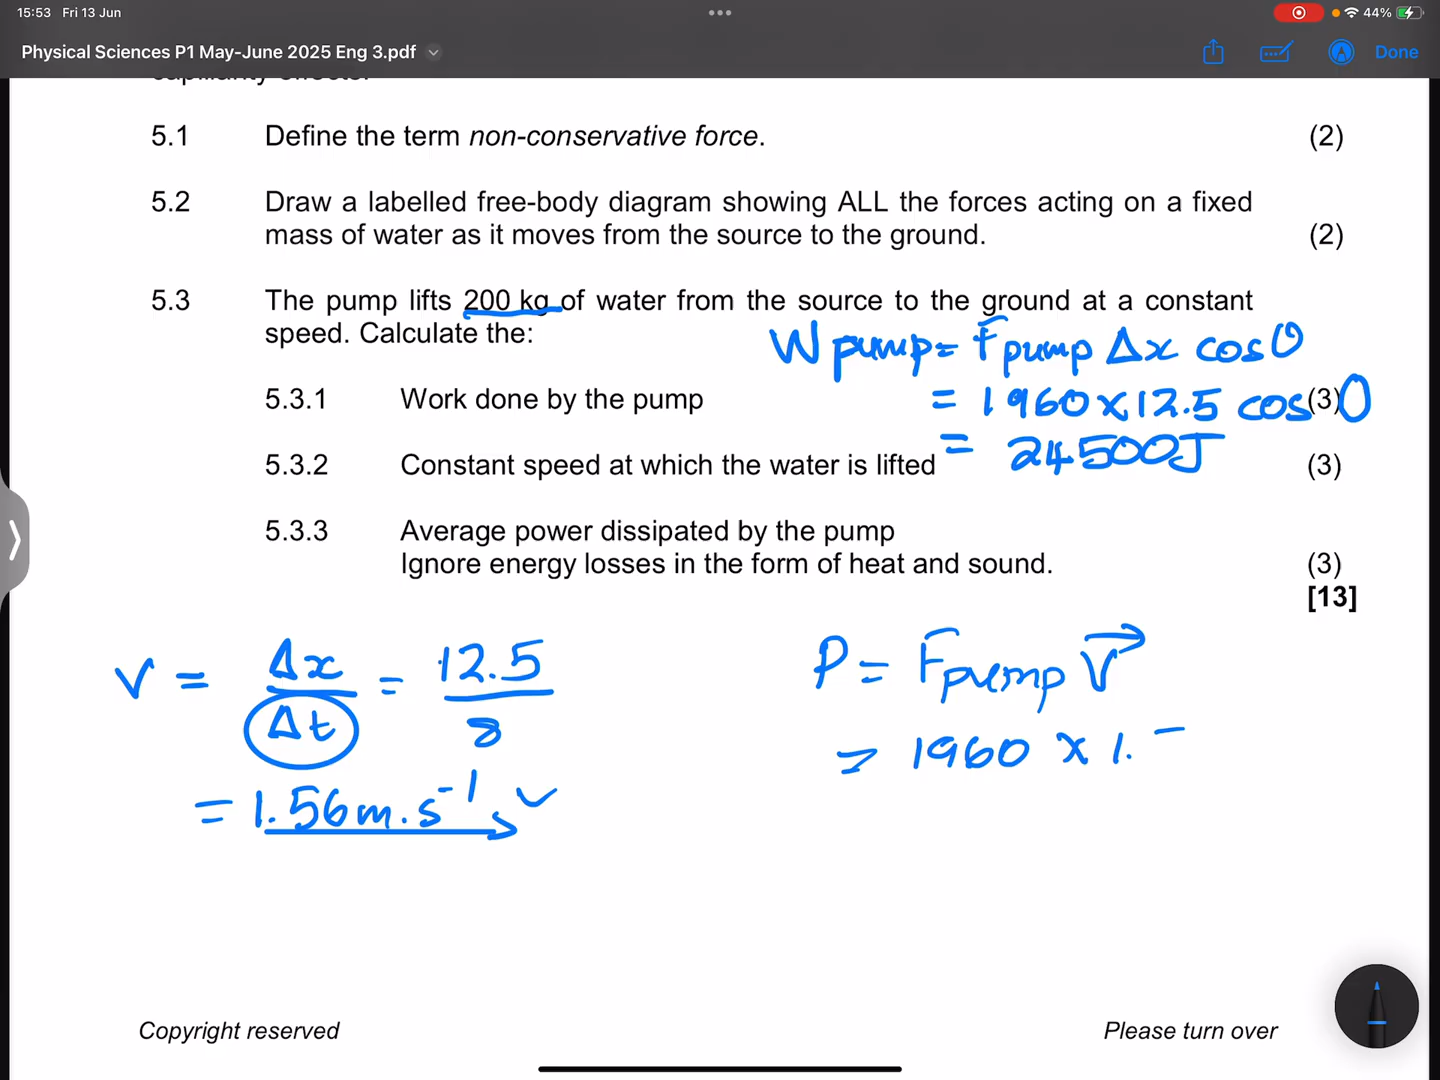 15:53 Fri 13 Jun
44%
Physical Sciences P1 May-June 2025 Eng 3.pdf
Done
capillarity effects.
5.1 Define the term non-conservative force. (2)
5.2 Draw a labelled free-body diagram showing ALL the forces acting on a fixed
mass of water as it moves from the source to the ground. (2)
5.3 The pump lifts 200 kg of water from the source to the ground at a constant
speed. Calculate the:
W pump = Fpump Δx cosθ
5.3.1 Work done by the pump (3)
= 1960 × 12.5 cos 0
= 24500J
5.3.2 Constant speed at which the water is lifted (3)
5.3.3 Average power dissipated by the pump
Ignore energy losses in the form of heat and sound. (3)
[13]
v = Δx/Δt = 12.5/8
= 1.56m.s⁻¹
P = Fpump v
= 1960 × 1.
Copyright reserved
Please turn over